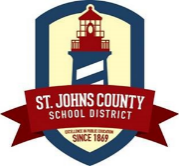 ST. JOHNS COUNTY
SCHOOL DISTRICT
EXCELLENCE IN PUBLIC EDUCATION
SINCE 1869